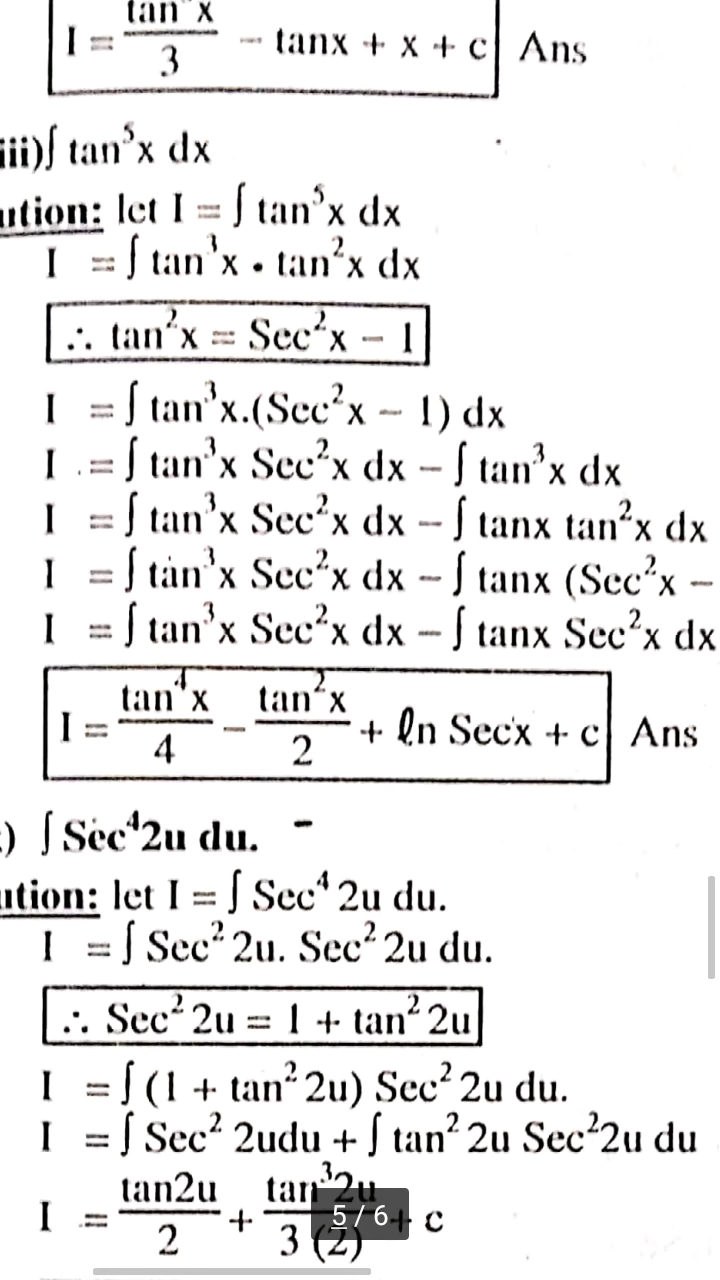 I = tan x / 3 − tanx + x + c Ans
iii)∫ tan⁵x dx
ution: let I = ∫ tan⁵x dx
I = ∫ tan³x • tan²x dx
∴ tan²x = Sec²x − 1
I = ∫ tan³x.(Sec²x − 1) dx
I = ∫ tan³x Sec²x dx − ∫ tan³x dx
I = ∫ tan³x Sec²x dx − ∫ tanx tan²x dx
I = ∫ tan³x Sec²x dx − ∫ tanx (Sec²x −
I = ∫ tan³x Sec²x dx − ∫ tanx Sec²x dx
I = tan⁴x / 4 − tan²x / 2 + ℓn Secx + c Ans
) ∫ Sec⁴2u du.
ution: let I = ∫ Sec⁴ 2u du.
I = ∫ Sec² 2u. Sec² 2u du.
∴ Sec² 2u = 1 + tan² 2u
I = ∫ (1 + tan² 2u) Sec² 2u du.
I = ∫ Sec² 2udu + ∫ tan² 2u Sec²2u du
I = tan2u / 2 + tan³2u / 3 (2) + c
5 / 6